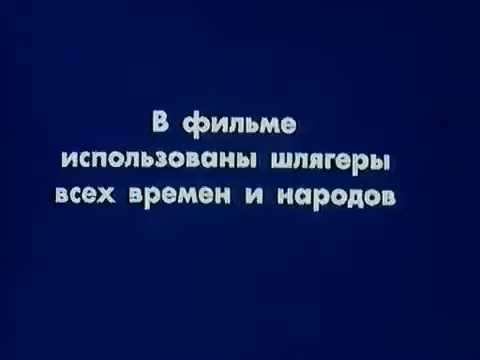 В фильме
использованы шлягеры
всех времен и народов